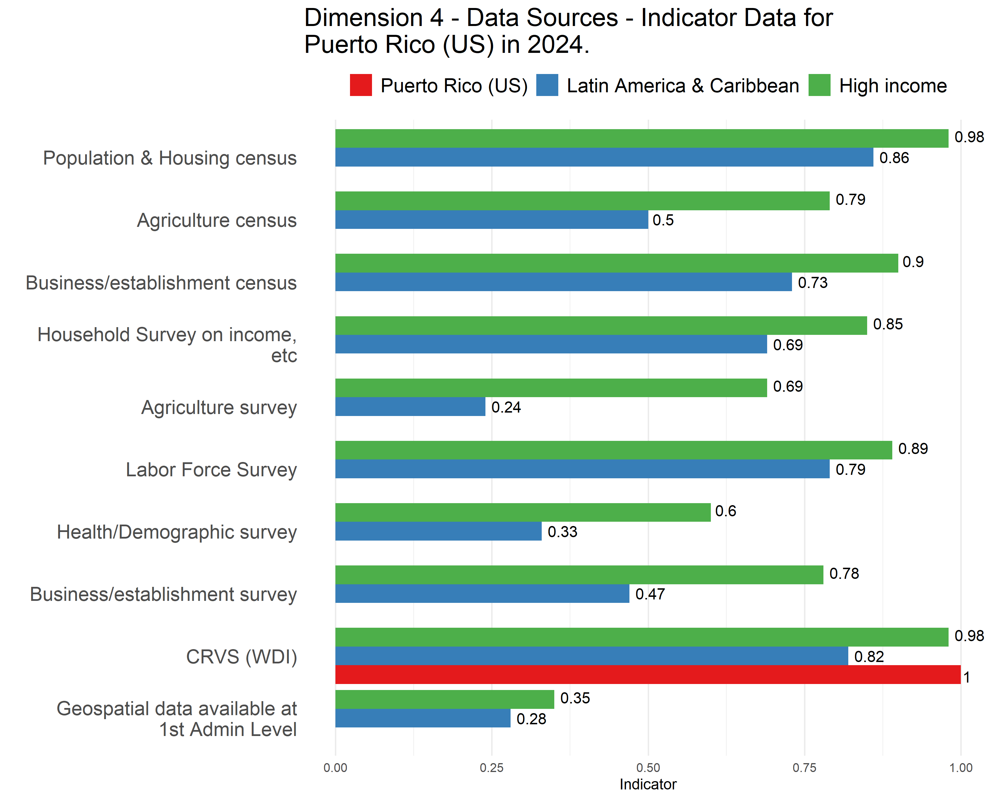 Dimension 4 - Data Sources - Indicator Data for
Puerto Rico (US) in 2024.
Puerto Rico (US) Latin America & Caribbean High income
0.98
Population & Housing census 0.86
0.79
Agriculture census 0.5
0.9
Business/establishment census 0.73
0.85
Household Survey on income,
etc
0.69
0.69
Agriculture survey 0.24
0.89
Labor Force Survey 0.79
0.6
Health/Demographic survey 0.33
0.78
Business/establishment survey 0.47
0.98
CRVS (WDI) 0.82
1
0.35
Geospatial data available at
1st Admin Level
0.28
0.00 0.25 0.50 0.75 1.00
Indicator